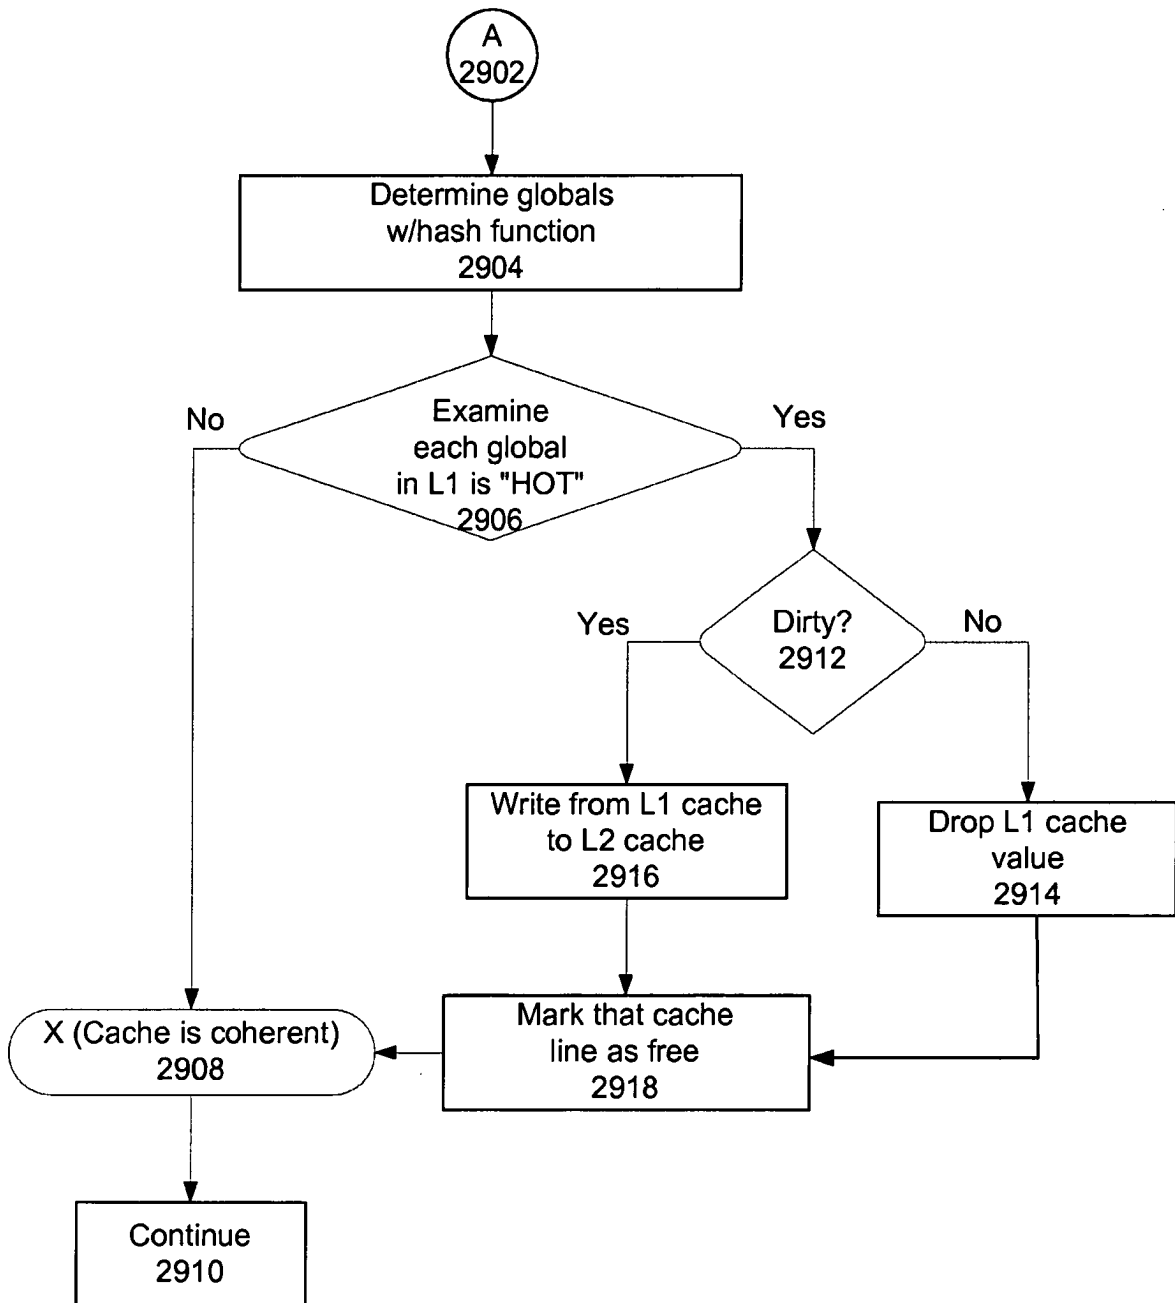 A
2902
Determine globals
w/hash function
2904
No
Examine
each global
in L1 is "HOT"
2906
Yes
Yes
Dirty?
2912
No
Write from L1 cache
to L2 cache
2916
Drop L1 cache
value
2914
X (Cache is coherent)
2908
Mark that cache
line as free
2918
Continue
2910